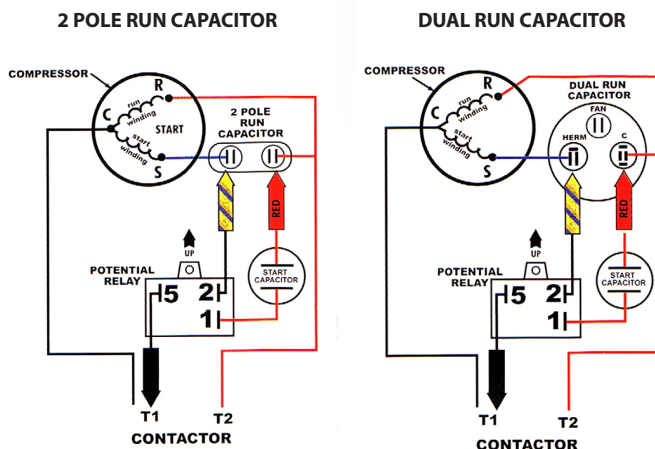 2 POLE RUN CAPACITOR
COMPRESSOR
R
run
winding
C
START
start
winding
S
2 POLE
RUN
CAPACITOR
RED
UP
POTENTIAL
RELAY
5
2
1
START
CAPACITOR
T1
T2
CONTACTOR
DUAL RUN CAPACITOR
COMPRESSOR
R
run
winding
C
start
winding
S
DUAL RUN
CAPACITOR
FAN
HERM
C
RED
UP
POTENTIAL
RELAY
5
2
1
START
CAPACITOR
T1
T2
CONTACTOR